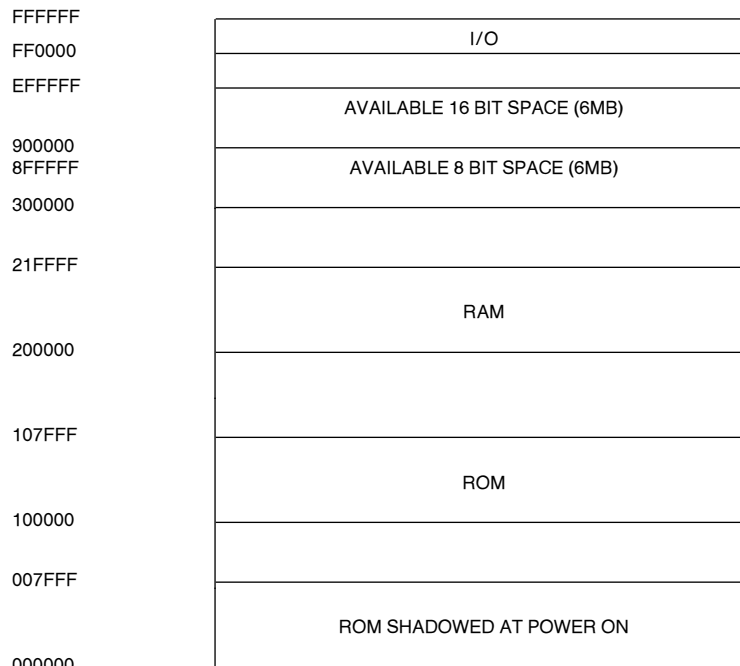 FFFFFF
I/O
FF0000
EFFFFF
AVAILABLE 16 BIT SPACE (6MB)
900000
8FFFFF
AVAILABLE 8 BIT SPACE (6MB)
300000
21FFFF
RAM
200000
107FFF
ROM
100000
007FFF
ROM SHADOWED AT POWER ON
000000